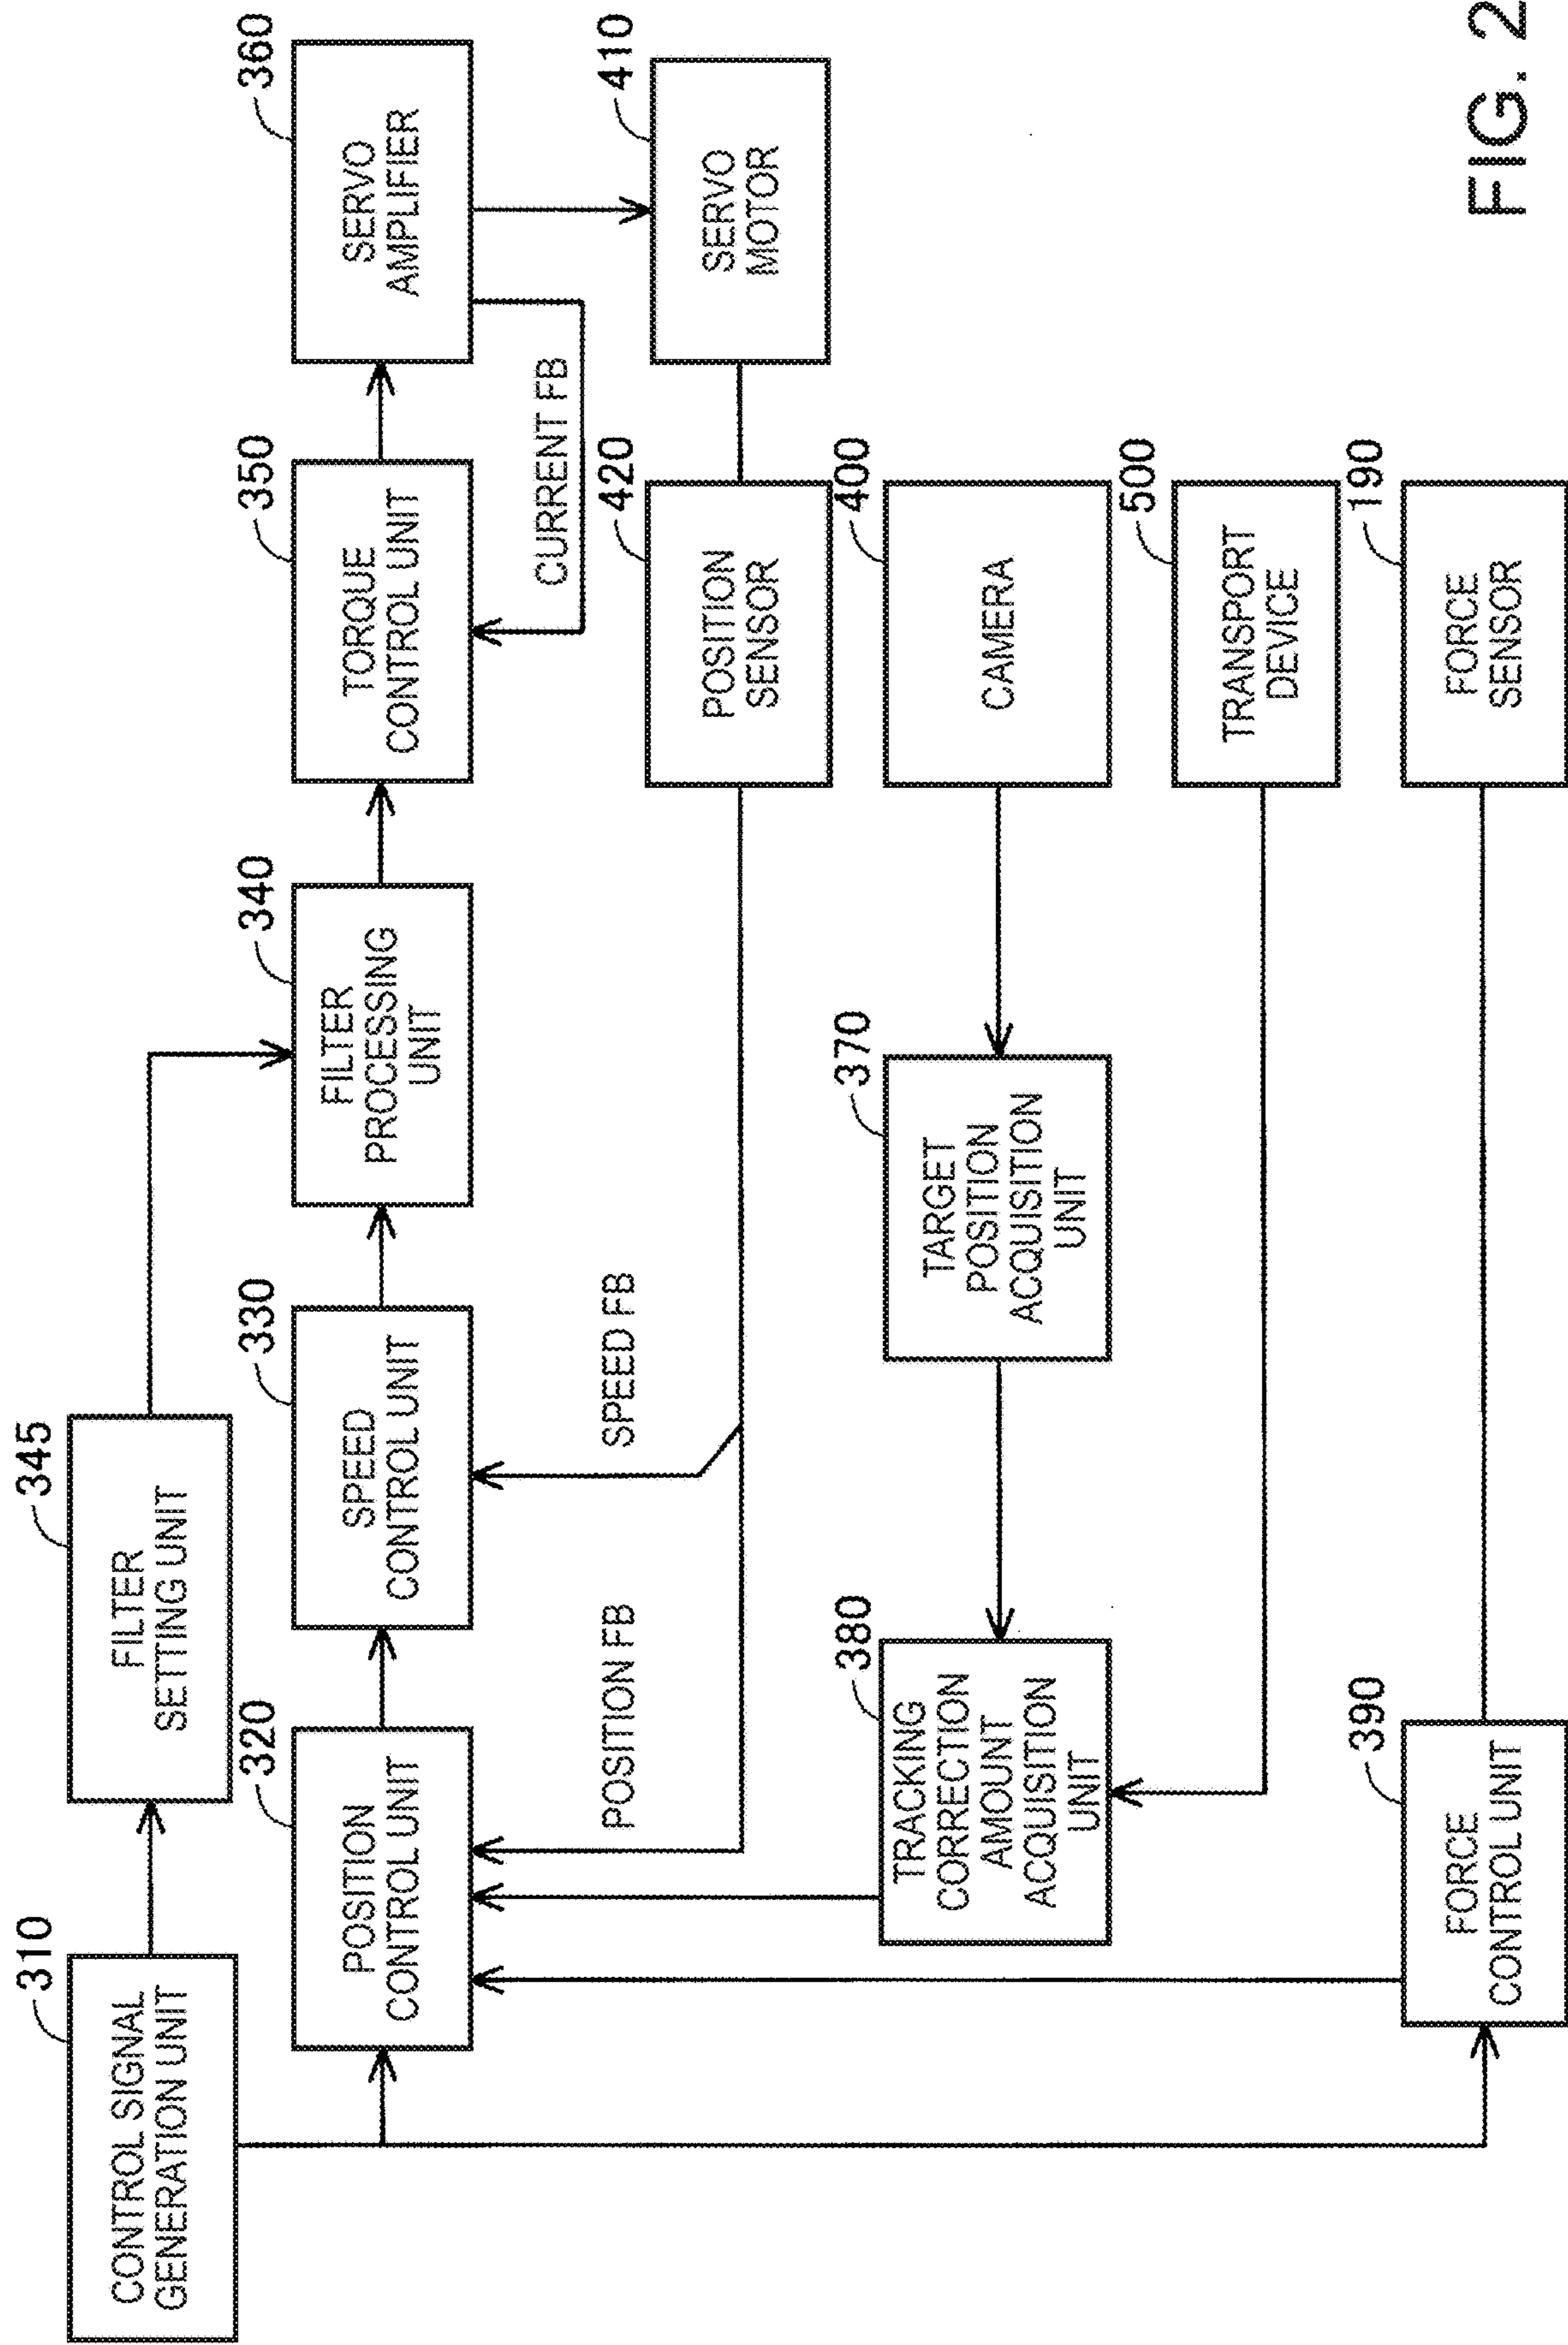 310
CONTROL SIGNAL
GENERATION UNIT
345
FILTER
SETTING UNIT
320
POSITION
CONTROL UNIT
330
SPEED
CONTROL UNIT
340
FILTER
PROCESSING
UNIT
350
TORQUE
CONTROL UNIT
360
SERVO
AMPLIFIER
CURRENT FB
POSITION FB
SPEED FB
420
POSITION
SENSOR
410
SERVO
MOTOR
380
TRACKING
CORRECTION
AMOUNT
ACQUISITION
UNIT
370
TARGET
POSITION
ACQUISITION
UNIT
400
CAMERA
500
TRANSPORT
DEVICE
390
FORCE
CONTROL UNIT
190
FORCE
SENSOR
FIG. 2